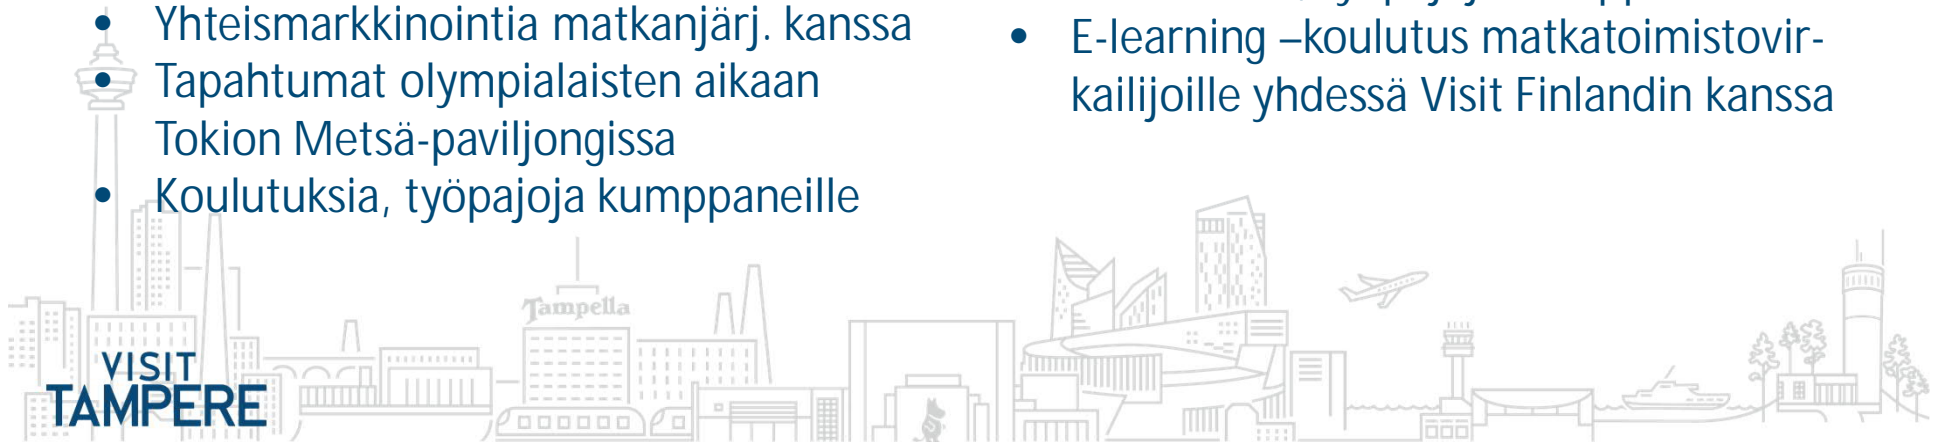 • Yhteismarkkinointia matkanjärj. kanssa
• Tapahtumat olympialaisten aikaan
Tokion Metsä-paviljongissa
• Koulutuksia, työpajoja kumppaneille
• E-learning –koulutus matkatoimistovir-
kailijoille yhdessä Visit Finlandin kanssa
Tampella
VISIT
TAMPERE